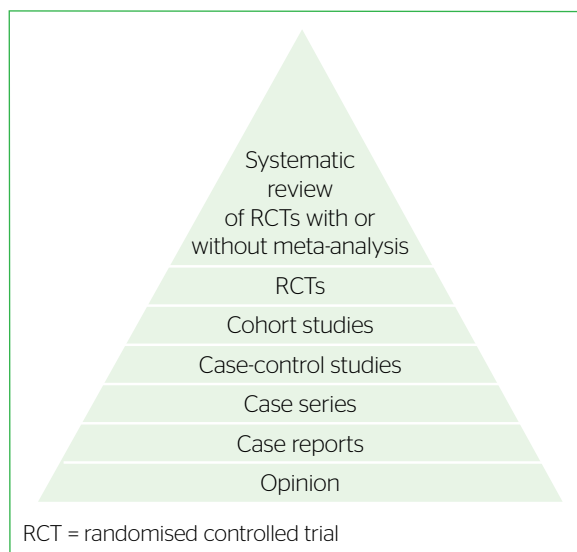 Systematic
review
of RCTs with or
without meta-analysis
RCTs
Cohort studies
Case-control studies
Case series
Case reports
Opinion
RCT = randomised controlled trial